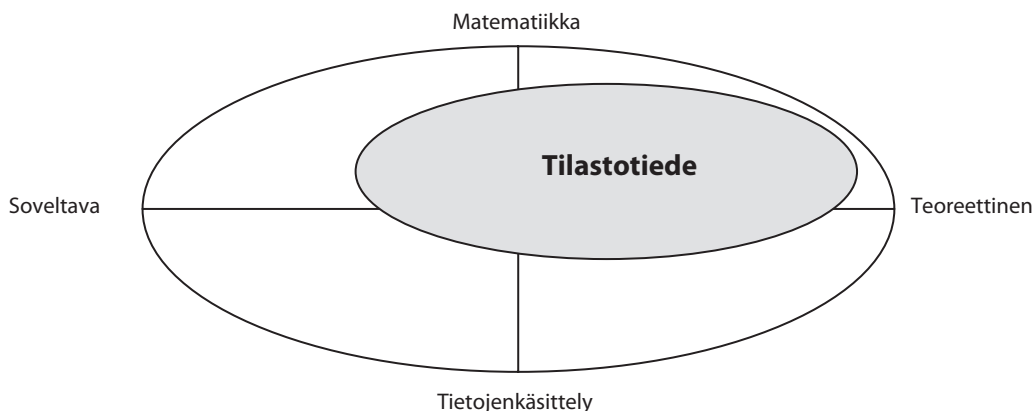 Matematiikka
Tilastotiede
Soveltava
Teoreettinen
Tietojenkäsittely